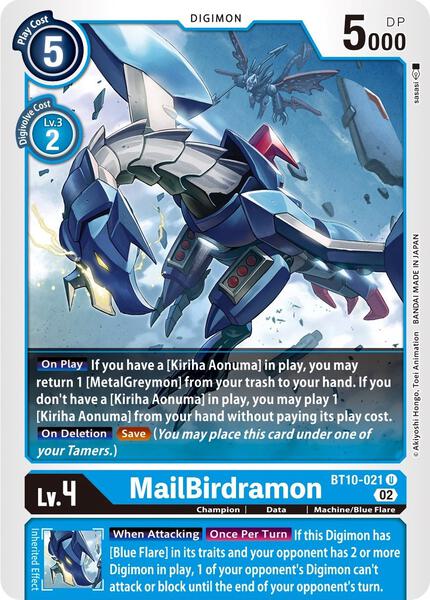 Play Cost
5
DIGIMON
DP
5000
Digivolve Cost
Lv.3
2
sasasi
© Akiyoshi Hongo, Toei Animation BANDAI MADE IN JAPAN
On Play If you have a [Kiriha Aonuma] in play, you may
return 1 [MetalGreymon] from your trash to your hand. If you
don't have a [Kiriha Aonuma] in play, you may play 1
[Kiriha Aonuma] from your hand without paying its play cost.
On Deletion Save (You may place this card under one of
your Tamers.)
Lv.4
MailBirdramon
BT10-021 U
02
Champion Data Machine/Blue Flare
Inherited Effect
When Attacking Once Per Turn If this Digimon has
[Blue Flare] in its traits and your opponent has 2 or more
Digimon in play, 1 of your opponent's Digimon can't
attack or block until the end of your opponent's turn.